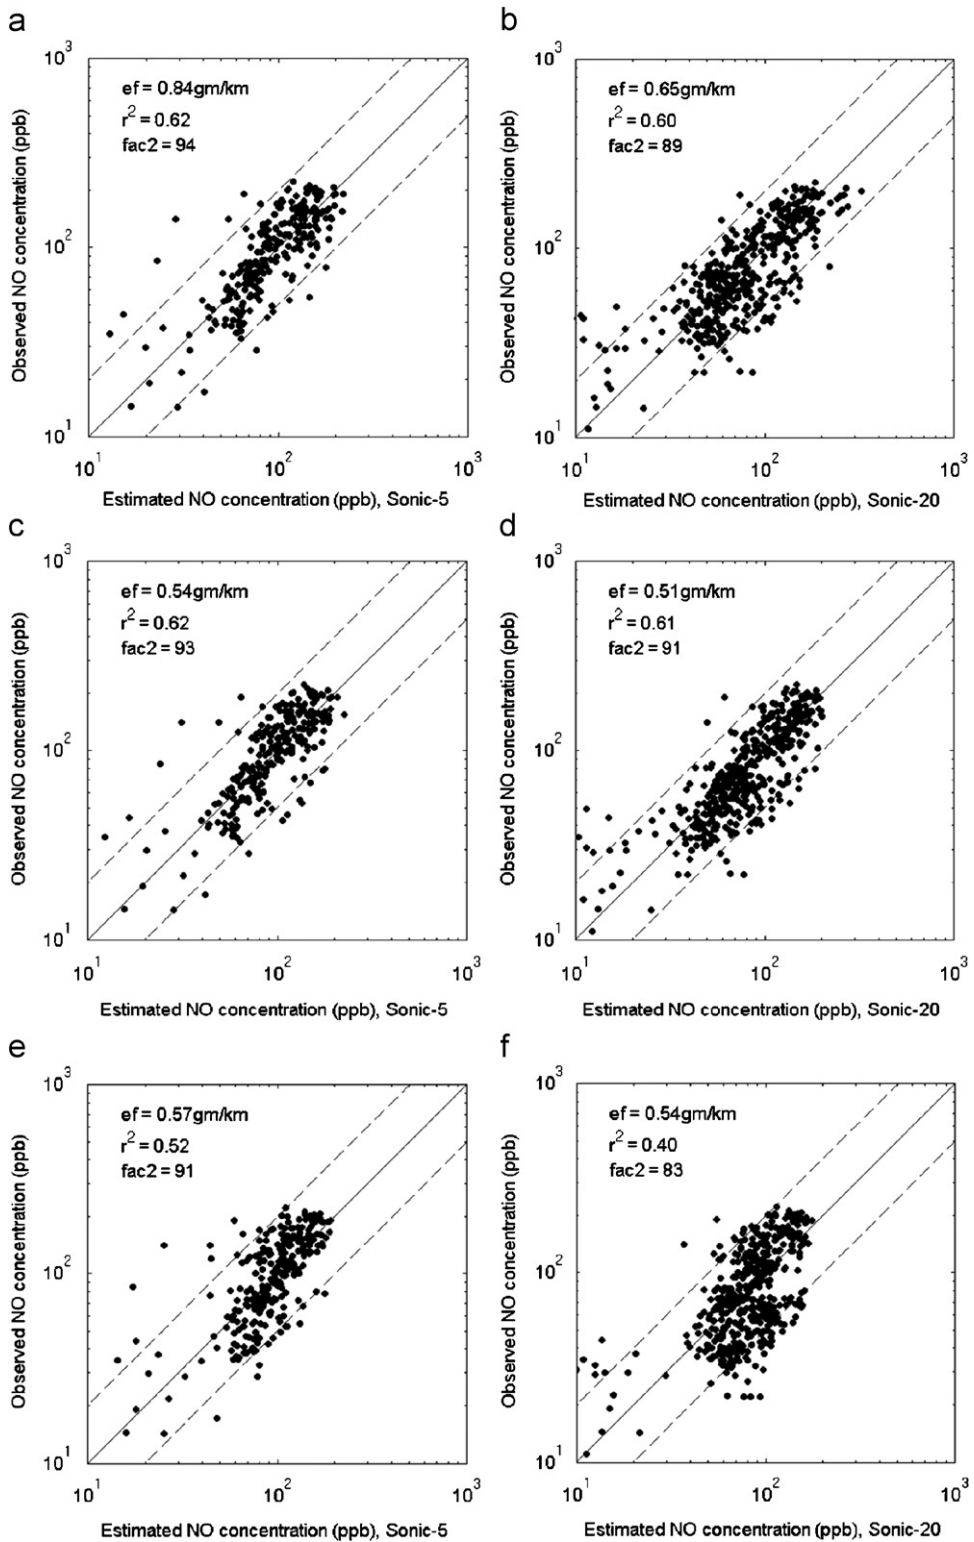 a
10³
ef = 0.84gm/km
r² = 0.62
fac2 = 94
Observed NO concentration (ppb)
10²
10¹
10¹ 10² 10³
Estimated NO concentration (ppb), Sonic-5
b
10³
ef = 0.65gm/km
r² = 0.60
fac2 = 89
Observed NO concentration (ppb)
10²
10¹
10¹ 10² 10³
Estimated NO concentration (ppb), Sonic-20
c
10³
ef = 0.54gm/km
r² = 0.62
fac2 = 93
Observed NO concentration (ppb)
10²
10¹
10¹ 10² 10³
Estimated NO concentration (ppb), Sonic-5
d
10³
ef = 0.51gm/km
r² = 0.61
fac2 = 91
Observed NO concentration (ppb)
10²
10¹
10¹ 10² 10³
Estimated NO concentration (ppb), Sonic-20
e
10³
ef = 0.57gm/km
r² = 0.52
fac2 = 91
Observed NO concentration (ppb)
10²
10¹
10¹ 10² 10³
Estimated NO concentration (ppb), Sonic-5
f
10³
ef = 0.54gm/km
r² = 0.40
fac2 = 83
Observed NO concentration (ppb)
10²
10¹
10¹ 10² 10³
Estimated NO concentration (ppb), Sonic-20